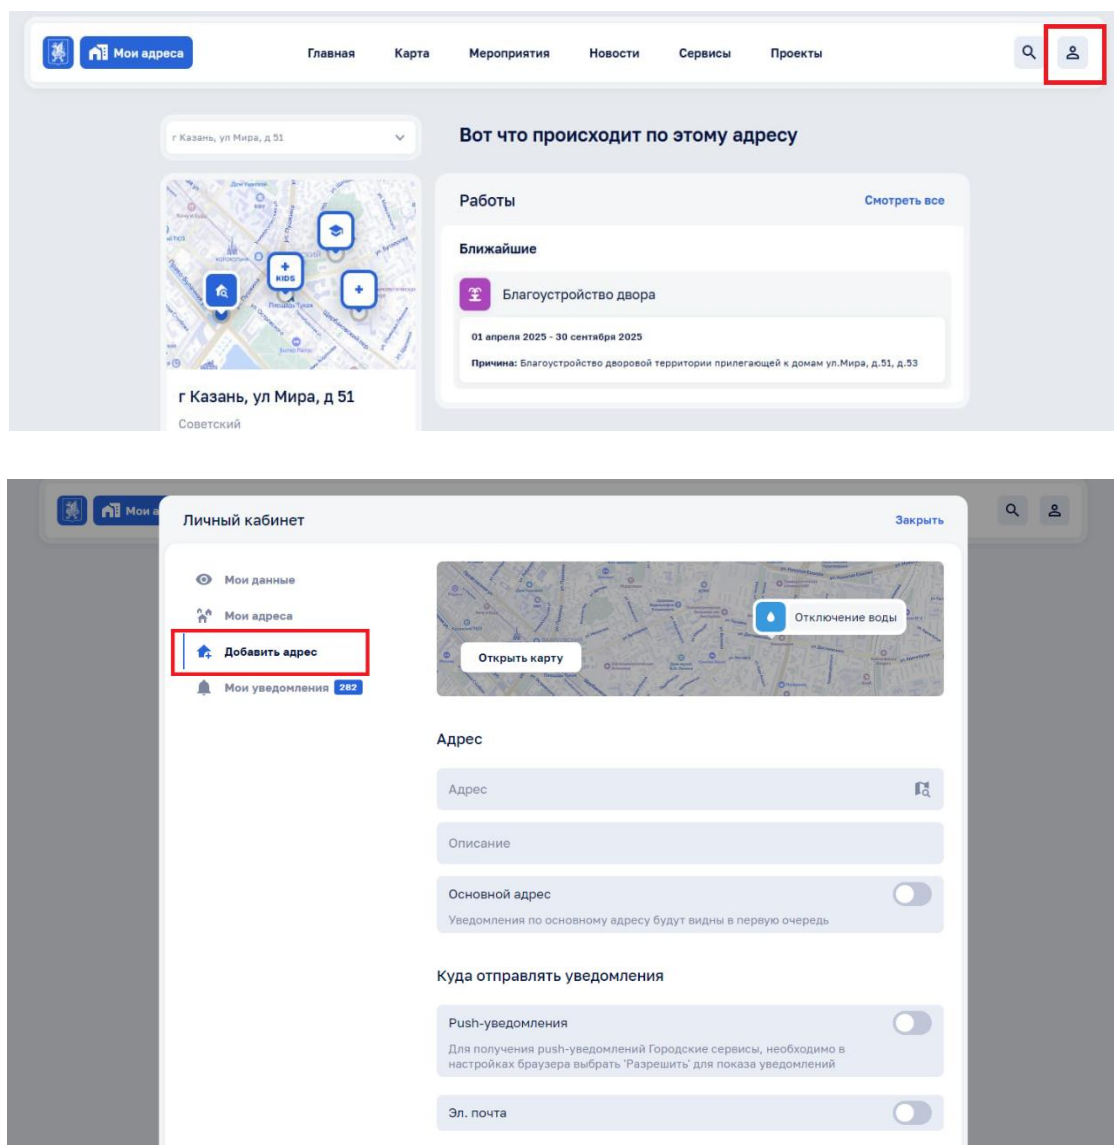 Мои адреса
Главная
Карта
Мероприятия
Новости
Сервисы
Проекты
г Казань, ул Мира, д 51
Вот что происходит по этому адресу
KIDS
г Казань, ул Мира, д 51
Советский
Работы
Смотреть все
Ближайшие
Благоустройство двора
01 апреля 2025 - 30 сентября 2025
Причина: Благоустройство дворовой территории прилегающей к домам ул.Мира, д.51, д.53
Мои а
Личный кабинет
Закрыть
Мои данные
Мои адреса
Добавить адрес
Мои уведомления 282
Отключение воды
Открыть карту
Адрес
Адрес
Описание
Основной адрес
Уведомления по основному адресу будут видны в первую очередь
Куда отправлять уведомления
Push-уведомления
Для получения push-уведомлений Городские сервисы, необходимо в
настройках браузера выбрать 'Разрешить' для показа уведомлений
Эл. почта